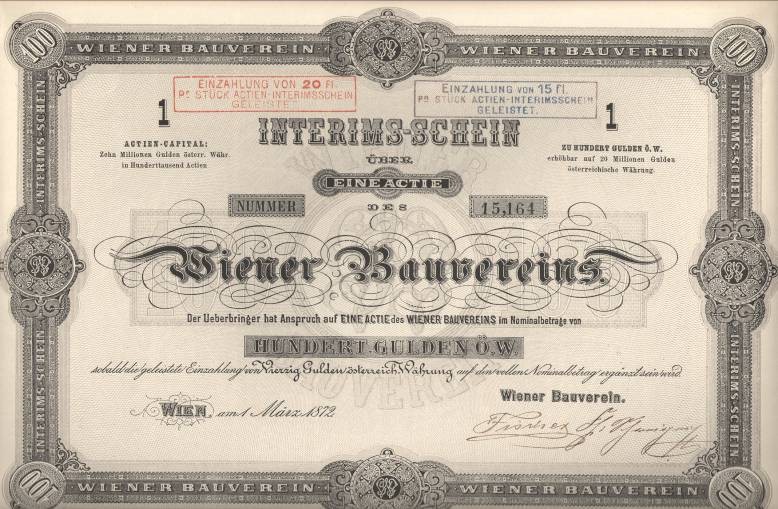 100 WIENER BAUVEREIN WIENER BAUVEREIN 100
EINZAHLUNG VON 20 Fl.
Pr STÜCK ACTIEN-INTERIMSSCHEIN
GELEISTET.
EINZAHLUNG VON 15 fl.
Pr STÜCK ACTIEN-INTERIMSSCHEIN
GELEISTET.
1
1
INTERIMS-SCHEIN
ACTIEN-CAPITAL:
Zehn Millionen Gulden österr. Währ.
in Hunderttausend Actien
ZU HUNDERT GULDEN Ö.W.
erhöhbar auf 20 Millionen Gulden
österreichische Währung.
ÜBER
EINE ACTIE
NUMMER
DES
15,164
Wiener Bauvereins.
Der Ueberbringer hat Anspruch auf EINE ACTIE des WIENER BAUVEREINS im Nominalbetrage von
HUNDERT GULDEN Ö.W.
sobald die geleistete Einzahlung von Vierzig Gulden österreich Währung auf den vollen Nominalbetrag ergänzt sein wird.
WIEN, am 1 März 1872
Wiener Bauverein.
Fischer
INTERIMS-SCHEIN
INTERIMS-SCHEIN
INTERIMS-SCHEIN
INTERIMS-SCHEIN
100 WIENER BAUVEREIN WIENER BAUVEREIN 100